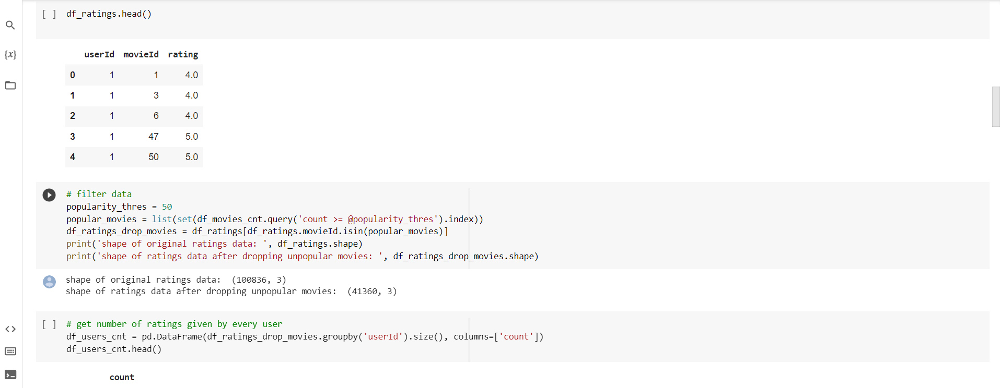 [ ] df_ratings.head()
userId movieId rating
0 1 1 4.0
1 1 3 4.0
2 1 6 4.0
3 1 47 5.0
4 1 50 5.0
{x}
# filter data
popularity_thres = 50
popular_movies = list(set(df_movies_cnt.query('count >= @popularity_thres').index))
df_ratings_drop_movies = df_ratings[df_ratings.movieId.isin(popular_movies)]
print('shape of original ratings data: ', df_ratings.shape)
print('shape of ratings data after dropping unpopular movies: ', df_ratings_drop_movies.shape)
shape of original ratings data:  (100836, 3)
shape of ratings data after dropping unpopular movies:  (41360, 3)
[ ] # get number of ratings given by every user
df_users_cnt = pd.DataFrame(df_ratings_drop_movies.groupby('userId').size(), columns=['count'])
df_users_cnt.head()
count